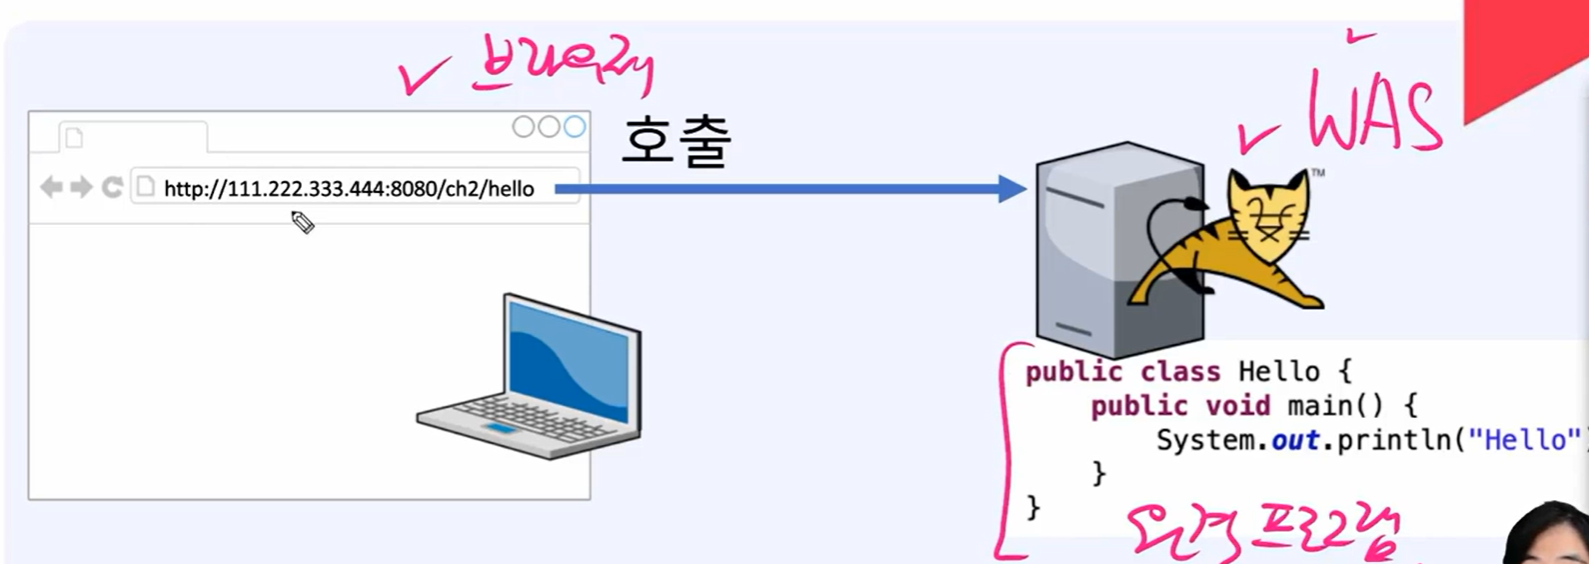 브라우저
WAS
호출
TM
http://111.222.333.444:8080/ch2/hello
public class Hello {
public void main() {
System.out.println("Hello")
}
}
원격 프로그램